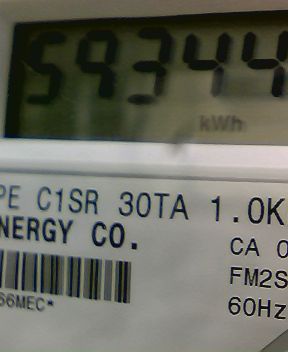 59344
kWh
PE C1SR 30TA 1.0K
NERGY CO.
CA 0
FM2S
S6MEC*
60Hz